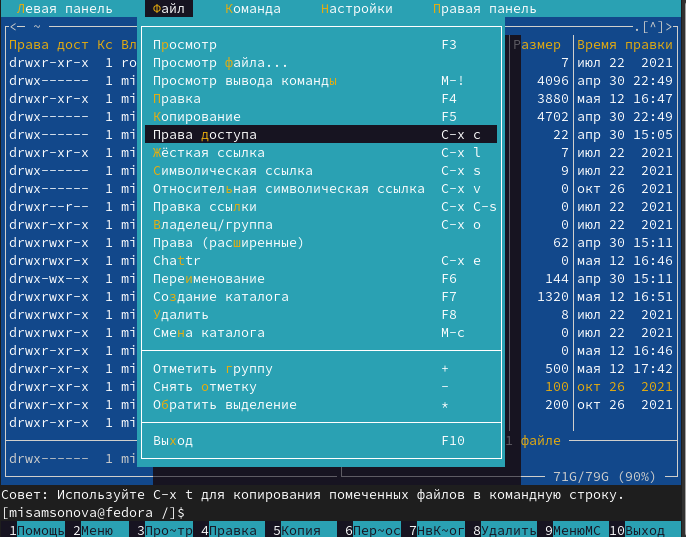 Левая панель Файл Команда Настройки Правая панель
<— ~ .[^]>
Права дост Кс Вл Размер Время правки
drwxr-xr-x 1 ro Просмотр F3 7 июл 22 2021
drwx------ 1 mi Просмотр файла... 4096 апр 30 22:49
drwxr-xr-x 1 mi Просмотр вывода команды M-! 3880 мая 12 16:47
drwx------ 1 mi Правка F4 4702 апр 30 22:49
drwx------ 1 mi Копирование F5 22 апр 30 15:05
drwxr-xr-x 1 mi Права доступа C-x c 7 июл 22 2021
drwx------ 1 mi Жёсткая ссылка C-x l 9 июл 22 2021
drwx------ 1 mi Символическая ссылка C-x s 0 окт 26 2021
drwxr--r-- 1 mi Относительная символическая ссылка C-x v 0 июл 22 2021
drwx------ 1 mi Правка ссылки C-x C-s 0 июл 22 2021
drwxrwxr-x 1 mi Владелец/группа C-x o 62 апр 30 15:11
drwxrwxr-x 1 mi Права (расширенные) 0 мая 12 16:46
drwx-wx--x 1 mi Chattr C-x e 144 апр 30 15:11
drwxrwxr-x 1 mi Переименование F6 1320 мая 12 16:51
drwxrwxr-x 1 mi Создание каталога F7 8 июл 22 2021
drwxr-xr-x 1 mi Удалить F8 0 июл 22 2021
drwxr-xr-x 1 mi Смена каталога M-c 0 мая 12 16:46
drwxr-xr-x 1 mi Отметить группу + 500 мая 12 17:42
drwxr-xr-x 1 mi Снять отметку - 100 окт 26 2021
drwxr-xr-x 1 mi Обратить выделение * 200 окт 26 2021
drwxr-xr-x 1 mi
Выход F10 1 файле
drwx------ 1 mi
71G/79G (90%)
Совет: Используйте C-x t для копирования помеченных файлов в командную строку.
[misamsonova@fedora /]$
1Помощь 2Меню 3Про~тр 4Правка 5Копия 6Пер~ос 7НвК~ог 8Удалить 9МенюМС 10Выход